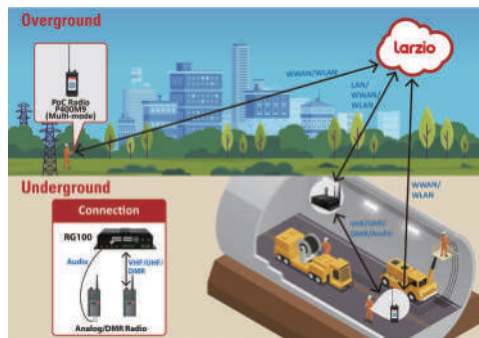 Overground
larzio
PoC Radio
P400M9
(Multi-mode)
WWAN/WLAN
LAN/
WWAN/
WLAN
Underground
WWAN/
WLAN
Connection
RG100
VHF/UHF/
DMR/Audio
Audio
VHF/UHF/
DMR
Analog/DMR Radio